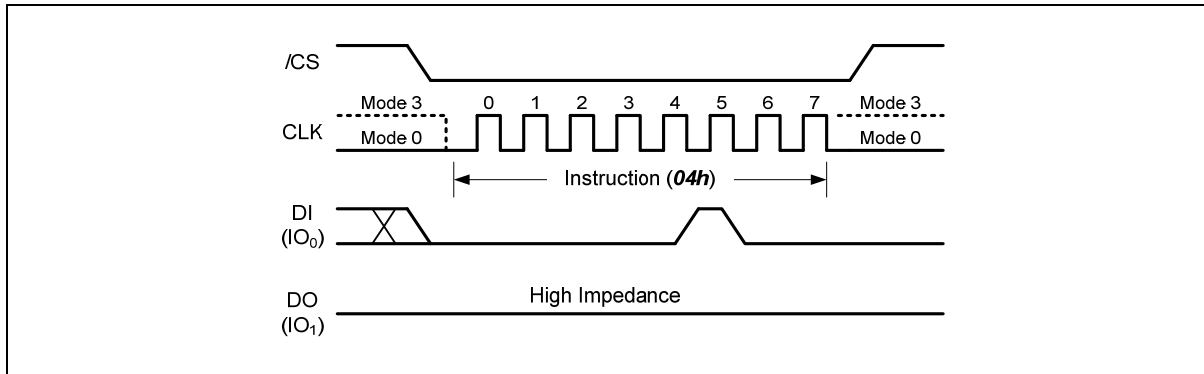 /CS
Mode 3 0 1 2 3 4 5 6 7 Mode 3
CLK Mode 0 Mode 0
Instruction (04h)
DI
(IO₀)
High Impedance
DO
(IO₁)